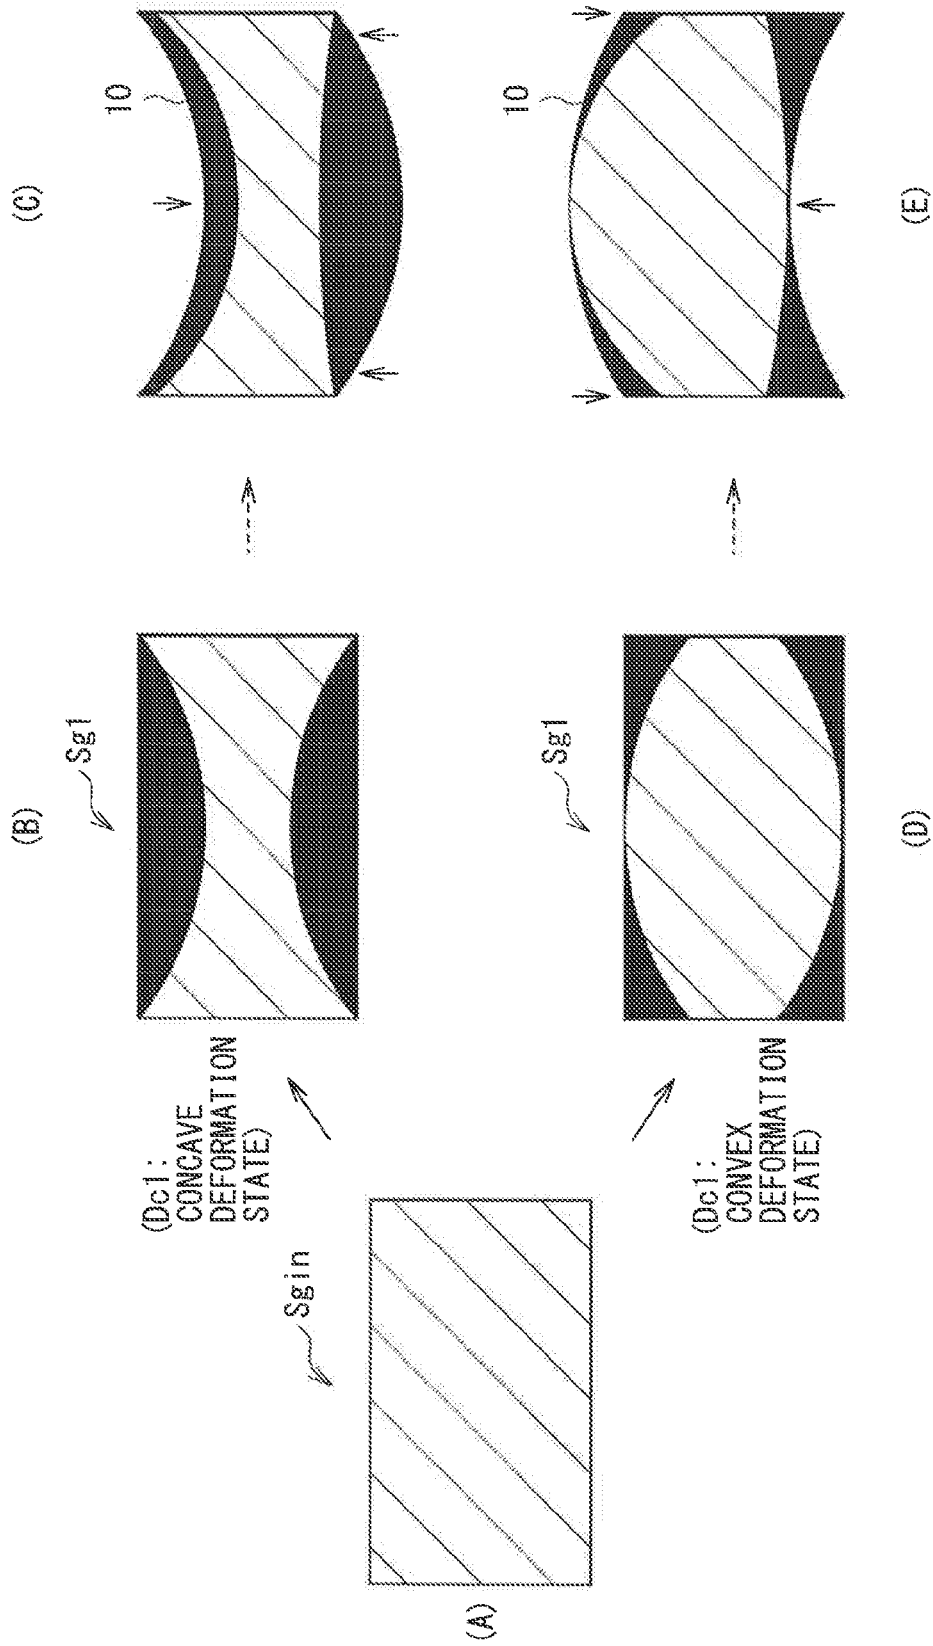 (A)
Sgin
(Dc1:
CONCAVE
DEFORMATION
STATE)
(B)
Sg1
(C)
10
(Dc1:
CONVEX
DEFORMATION
STATE)
(D)
Sg1
(E)
10